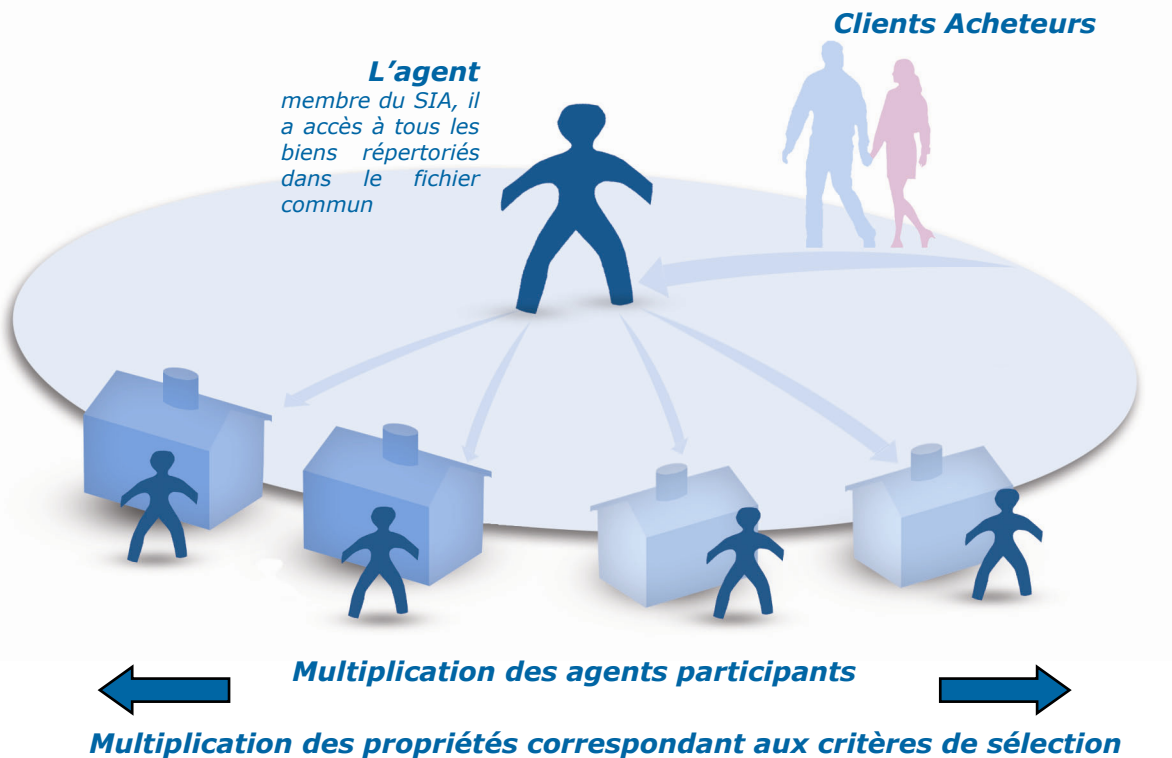 Clients Acheteurs
L’agent
membre du SIA, il
a accès à tous les
biens répertoriés
dans le fichier
commun
Multiplication des agents participants
Multiplication des propriétés correspondant aux critères de sélection